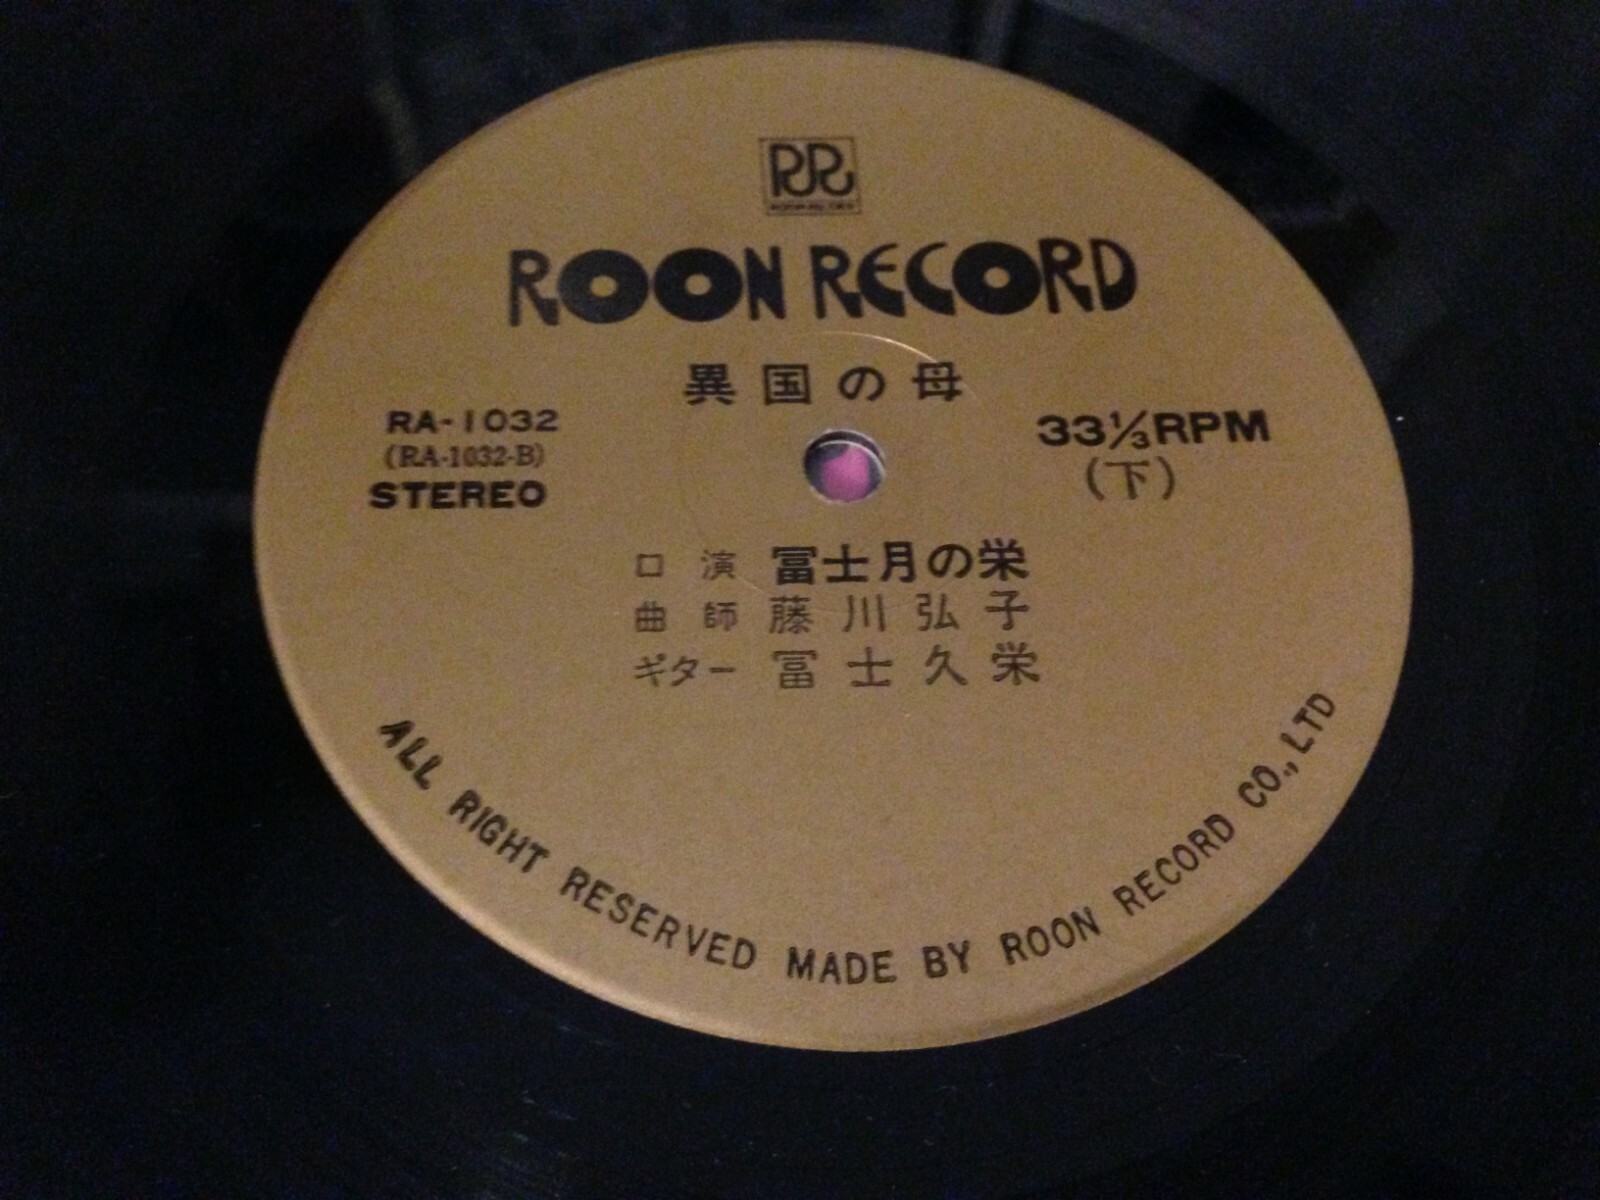 RR
ROON RECORD
異国の母
RA-1032
(RA-1032-B)
STEREO
33⅓RPM
(下)
口演 冨士月の栄
曲師 藤川弘子
ギター 冨士久栄
ALL RIGHT RESERVED MADE BY ROON RECORD CO.,LTD